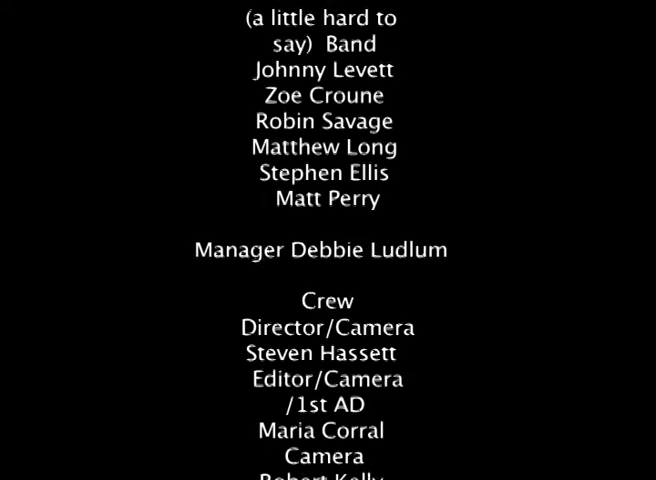 (a little hard to
say) Band
Johnny Levett
Zoe Croune
Robin Savage
Matthew Long
Stephen Ellis
Matt Perry
Manager Debbie Ludlum
Crew
Director/Camera
Steven Hassett
Editor/Camera
/1st AD
Maria Corral
Camera
Robert Kelly